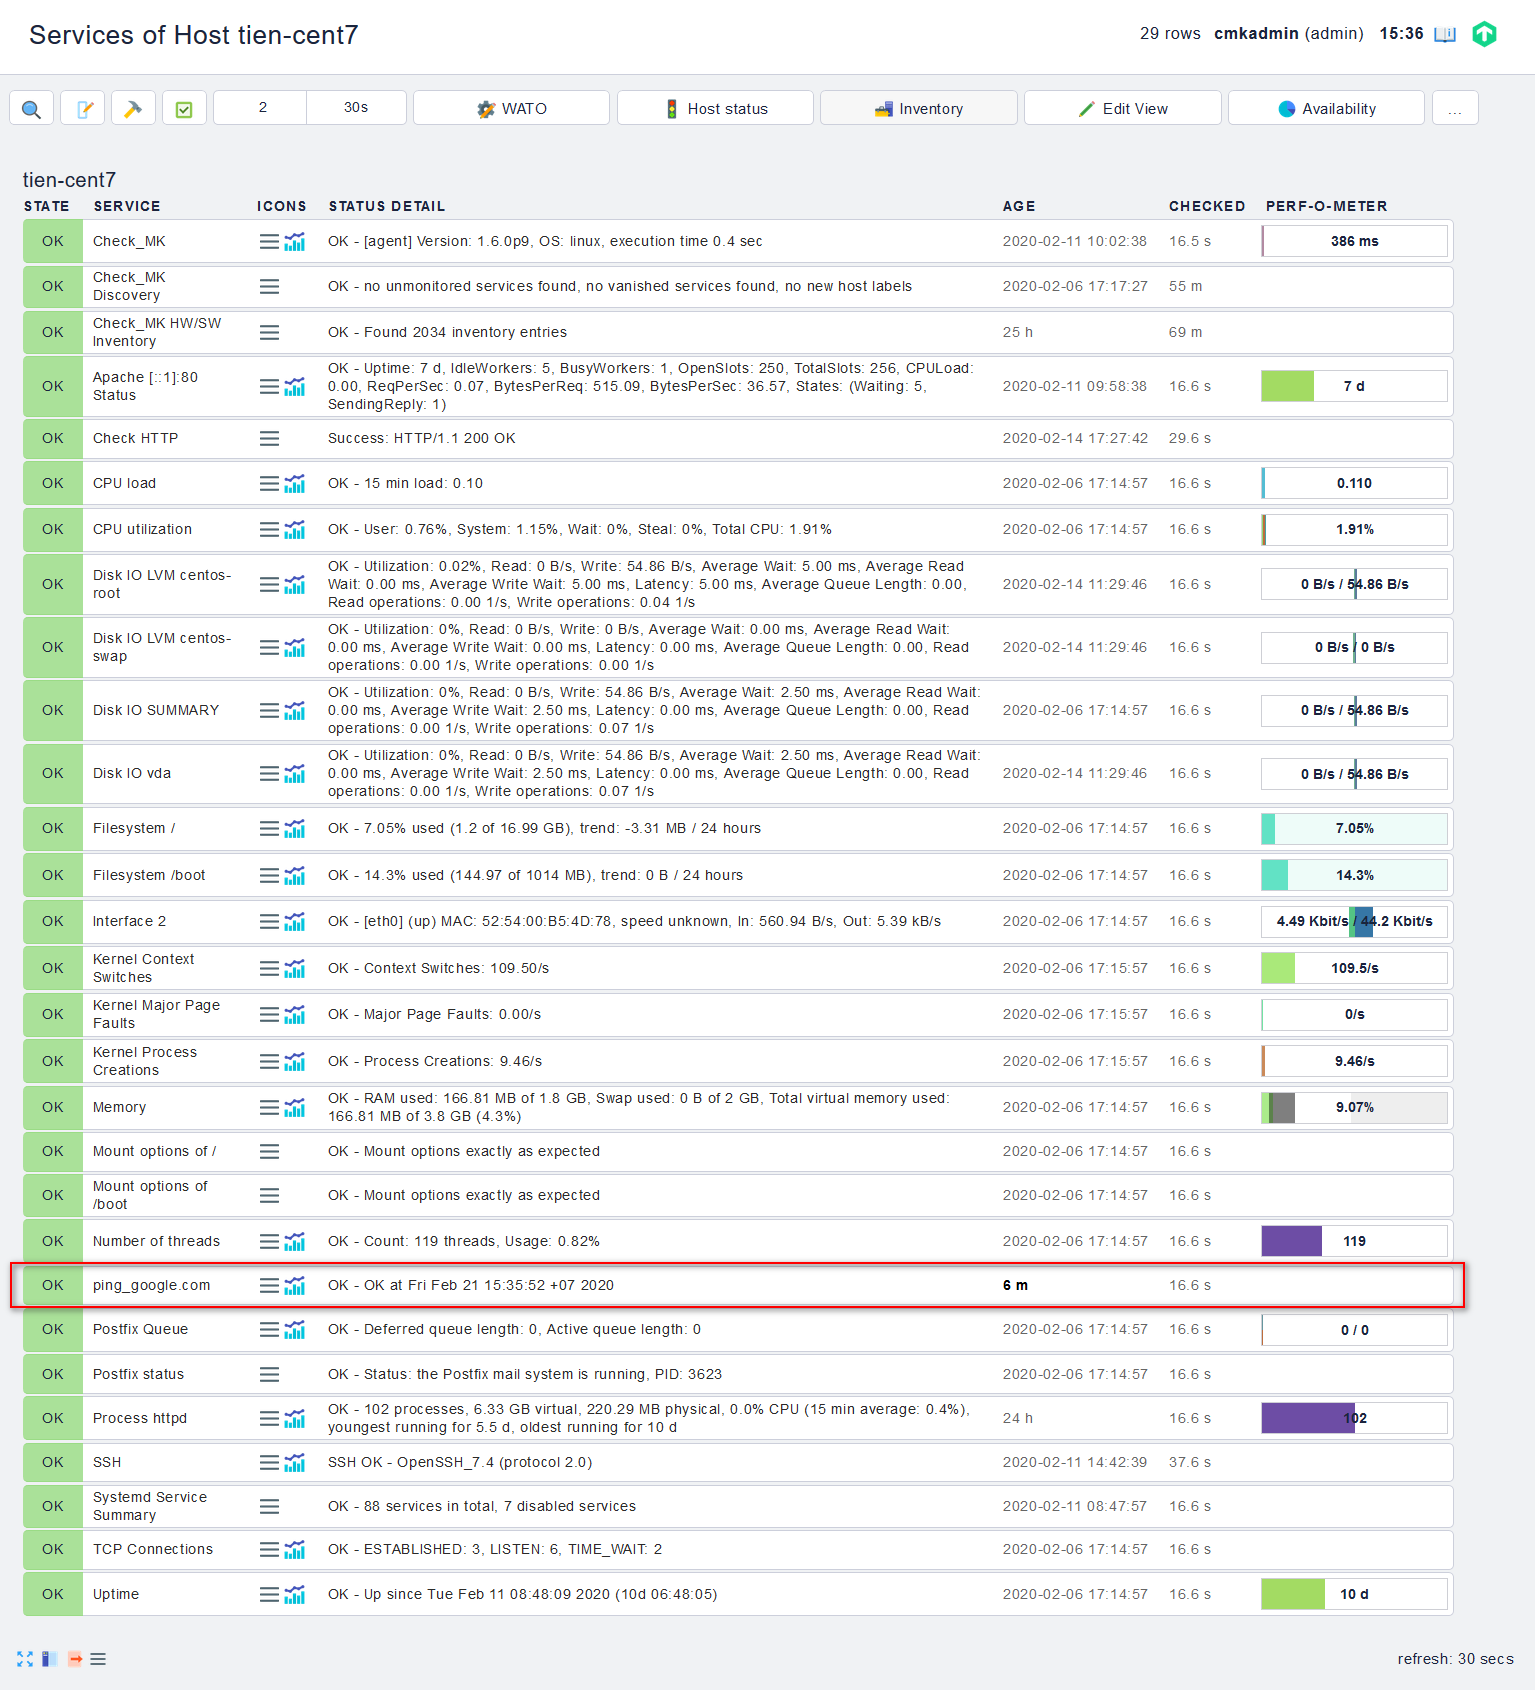 Services of Host tien-cent7
29 rows cmkadmin (admin) 15:36
2 30s WATO Host status Inventory Edit View Availability ...
tien-cent7
STATE SERVICE ICONS STATUS DETAIL AGE CHECKED PERF-O-METER
OK Check_MK OK - [agent] Version: 1.6.0p9, OS: linux, execution time 0.4 sec 2020-02-11 10:02:38 16.5 s 386 ms
OK Check_MK Discovery OK - no unmonitored services found, no vanished services found, no new host labels 2020-02-06 17:17:27 55 m
OK Check_MK HW/SW Inventory OK - Found 2034 inventory entries 25 h 69 m
OK Apache [::1]:80 Status OK - Uptime: 7 d, IdleWorkers: 5, BusyWorkers: 1, OpenSlots: 250, TotalSlots: 256, CPULoad:
0.00, ReqPerSec: 0.07, BytesPerReq: 515.09, BytesPerSec: 36.57, States: (Waiting: 5,
SendingReply: 1) 2020-02-11 09:58:38 16.6 s 7 d
OK Check HTTP Success: HTTP/1.1 200 OK 2020-02-14 17:27:42 29.6 s
OK CPU load OK - 15 min load: 0.10 2020-02-06 17:14:57 16.6 s 0.110
OK CPU utilization OK - User: 0.76%, System: 1.15%, Wait: 0%, Steal: 0%, Total CPU: 1.91% 2020-02-06 17:14:57 16.6 s 1.91%
OK Disk IO LVM centos-root OK - Utilization: 0.02%, Read: 0 B/s, Write: 54.86 B/s, Average Wait: 5.00 ms, Average Read
Wait: 0.00 ms, Average Write Wait: 5.00 ms, Latency: 5.00 ms, Average Queue Length: 0.00,
Read operations: 0.00 1/s, Write operations: 0.04 1/s 2020-02-14 11:29:46 16.6 s 0 B/s / 54.86 B/s
OK Disk IO LVM centos-swap OK - Utilization: 0%, Read: 0 B/s, Write: 0 B/s, Average Wait: 0.00 ms, Average Read Wait:
0.00 ms, Average Write Wait: 0.00 ms, Latency: 0.00 ms, Average Queue Length: 0.00, Read
operations: 0.00 1/s, Write operations: 0.00 1/s 2020-02-14 11:29:46 16.6 s 0 B/s / 0 B/s
OK Disk IO SUMMARY OK - Utilization: 0%, Read: 0 B/s, Write: 54.86 B/s, Average Wait: 2.50 ms, Average Read Wait:
0.00 ms, Average Write Wait: 2.50 ms, Latency: 0.00 ms, Average Queue Length: 0.00, Read
operations: 0.00 1/s, Write operations: 0.07 1/s 2020-02-06 17:14:57 16.6 s 0 B/s / 54.86 B/s
OK Disk IO vda OK - Utilization: 0%, Read: 0 B/s, Write: 54.86 B/s, Average Wait: 2.50 ms, Average Read Wait:
0.00 ms, Average Write Wait: 2.50 ms, Latency: 0.00 ms, Average Queue Length: 0.00, Read
operations: 0.00 1/s, Write operations: 0.07 1/s 2020-02-14 11:29:46 16.6 s 0 B/s / 54.86 B/s
OK Filesystem / OK - 7.05% used (1.2 of 16.99 GB), trend: -3.31 MB / 24 hours 2020-02-06 17:14:57 16.6 s 7.05%
OK Filesystem /boot OK - 14.3% used (144.97 of 1014 MB), trend: 0 B / 24 hours 2020-02-06 17:14:57 16.6 s 14.3%
OK Interface 2 OK - [eth0] (up) MAC: 52:54:00:B5:4D:78, speed unknown, In: 560.94 B/s, Out: 5.39 kB/s 2020-02-06 17:14:57 16.6 s 4.49 Kbit/s / 44.2 Kbit/s
OK Kernel Context Switches OK - Context Switches: 109.50/s 2020-02-06 17:15:57 16.6 s 109.5/s
OK Kernel Major Page Faults OK - Major Page Faults: 0.00/s 2020-02-06 17:15:57 16.6 s 0/s
OK Kernel Process Creations OK - Process Creations: 9.46/s 2020-02-06 17:15:57 16.6 s 9.46/s
OK Memory OK - RAM used: 166.81 MB of 1.8 GB, Swap used: 0 B of 2 GB, Total virtual memory used:
166.81 MB of 3.8 GB (4.3%) 2020-02-06 17:14:57 16.6 s 9.07%
OK Mount options of / OK - Mount options exactly as expected 2020-02-06 17:14:57 16.6 s
OK Mount options of /boot OK - Mount options exactly as expected 2020-02-06 17:14:57 16.6 s
OK Number of threads OK - Count: 119 threads, Usage: 0.82% 2020-02-06 17:14:57 16.6 s 119
OK ping_google.com OK - OK at Fri Feb 21 15:35:52 +07 2020 6 m 16.6 s
OK Postfix Queue OK - Deferred queue length: 0, Active queue length: 0 2020-02-06 17:14:57 16.6 s 0 / 0
OK Postfix status OK - Status: the Postfix mail system is running, PID: 3623 2020-02-06 17:14:57 16.6 s
OK Process httpd OK - 102 processes, 6.33 GB virtual, 220.29 MB physical, 0.0% CPU (15 min average: 0.4%),
youngest running for 5.5 d, oldest running for 10 d 24 h 16.6 s 102
OK SSH SSH OK - OpenSSH_7.4 (protocol 2.0) 2020-02-11 14:42:39 37.6 s
OK Systemd Service Summary OK - 88 services in total, 7 disabled services 2020-02-11 08:47:57 16.6 s
OK TCP Connections OK - ESTABLISHED: 3, LISTEN: 6, TIME_WAIT: 2 2020-02-06 17:14:57 16.6 s
OK Uptime OK - Up since Tue Feb 11 08:48:09 2020 (10d 06:48:05) 2020-02-06 17:14:57 16.6 s 10 d
refresh: 30 secs